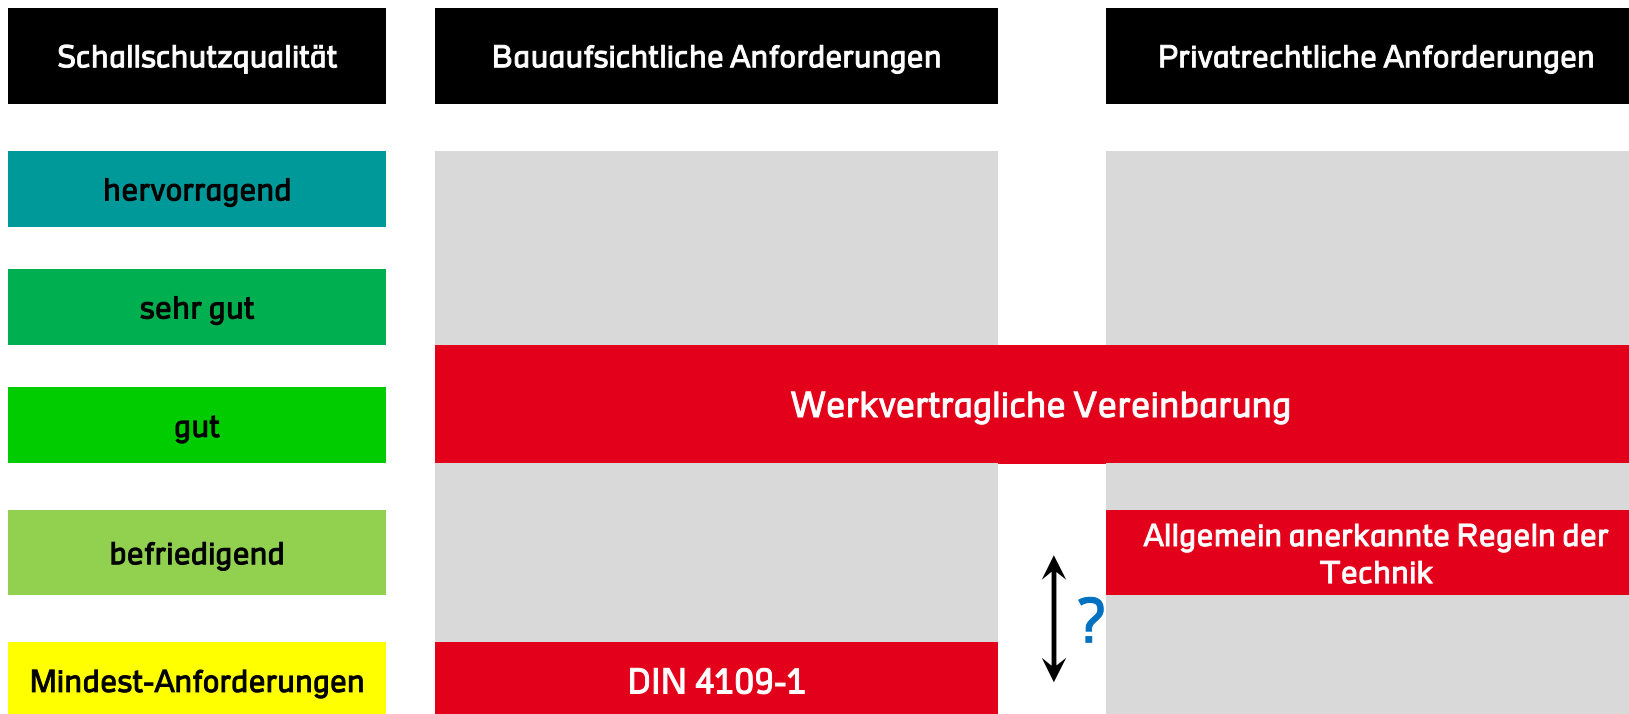 Schallschutzqualität
Bauaufsichtliche Anforderungen
Privatrechtliche Anforderungen
hervorragend
sehr gut
Werkvertragliche Vereinbarung
gut
befriedigend
Allgemein anerkannte Regeln der
Technik
?
Mindest-Anforderungen
DIN 4109-1